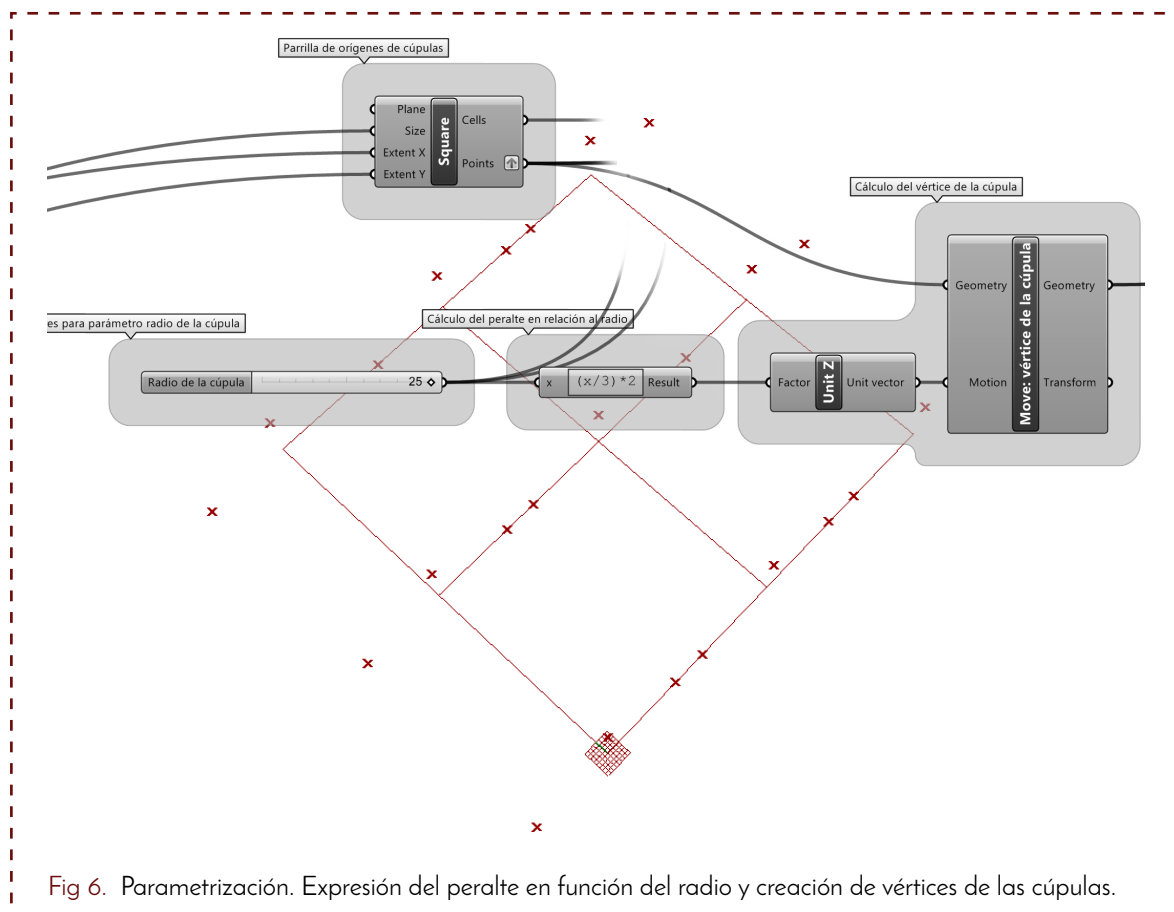 Parrilla de orígenes de cúpulas
Plane
Size
Extent X
Extent Y
Square
Cells
Points
Cálculo del vértice de la cúpula
Geometry
Motion
Move: vértice de la cúpula
Geometry
Transform
es para parámetro radio de la cúpula
Radio de la cúpula
25
Cálculo del peralte en relación al radio
x
(x/3)*2
Result
Factor
Unit Z
Unit vector
Fig 6. Parametrización. Expresión del peralte en función del radio y creación de vértices de las cúpulas.